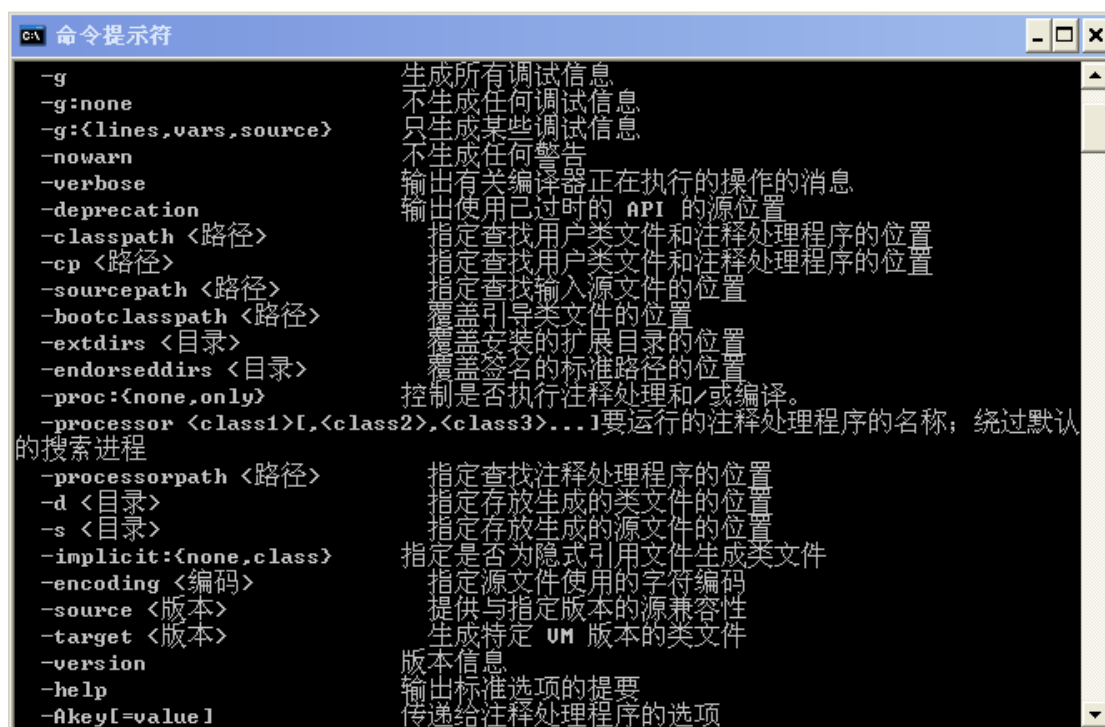 命令提示符
-g 生成所有调试信息
-g:none 不生成任何调试信息
-g:{lines,vars,source} 只生成某些调试信息
-nowarn 不生成任何警告
-verbose 输出有关编译器正在执行的操作的消息
-deprecation 输出使用已过时的 API 的源位置
-classpath <路径> 指定查找用户类文件和注释处理程序的位置
-cp <路径> 指定查找用户类文件和注释处理程序的位置
-sourcepath <路径> 指定查找输入源文件的位置
-bootclasspath <路径> 覆盖引导类文件的位置
-extdirs <目录> 覆盖安装的扩展目录的位置
-endorseddirs <目录> 覆盖签名的标准路径的位置
-proc:{none,only} 控制是否执行注释处理和/或编译。
-processor <class1>[,<class2>,<class3>...]要运行的注释处理程序的名称；绕过默认
的搜索进程
-processorpath <路径> 指定查找注释处理程序的位置
-d <目录> 指定存放生成的类文件的位置
-s <目录> 指定存放生成的源文件的位置
-implicit:{none,class} 指定是否为隐式引用文件生成类文件
-encoding <编码> 指定源文件使用的字符编码
-source <版本> 提供与指定版本的源兼容性
-target <版本> 生成特定 VM 版本的类文件
-version 版本信息
-help 输出标准选项的提要
-Akey[=value] 传递给注释处理程序的选项